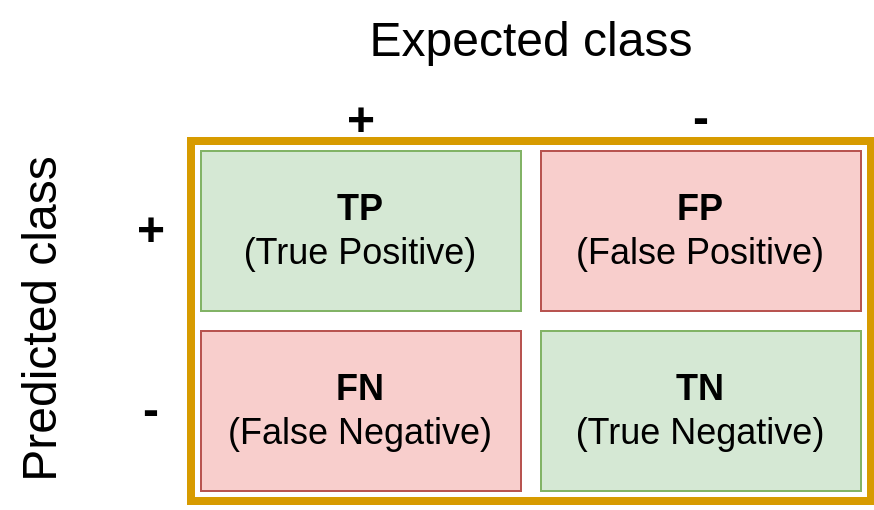 Expected class
+ -
Predicted class
+
TP
(True Positive)
FP
(False Positive)
-
FN
(False Negative)
TN
(True Negative)